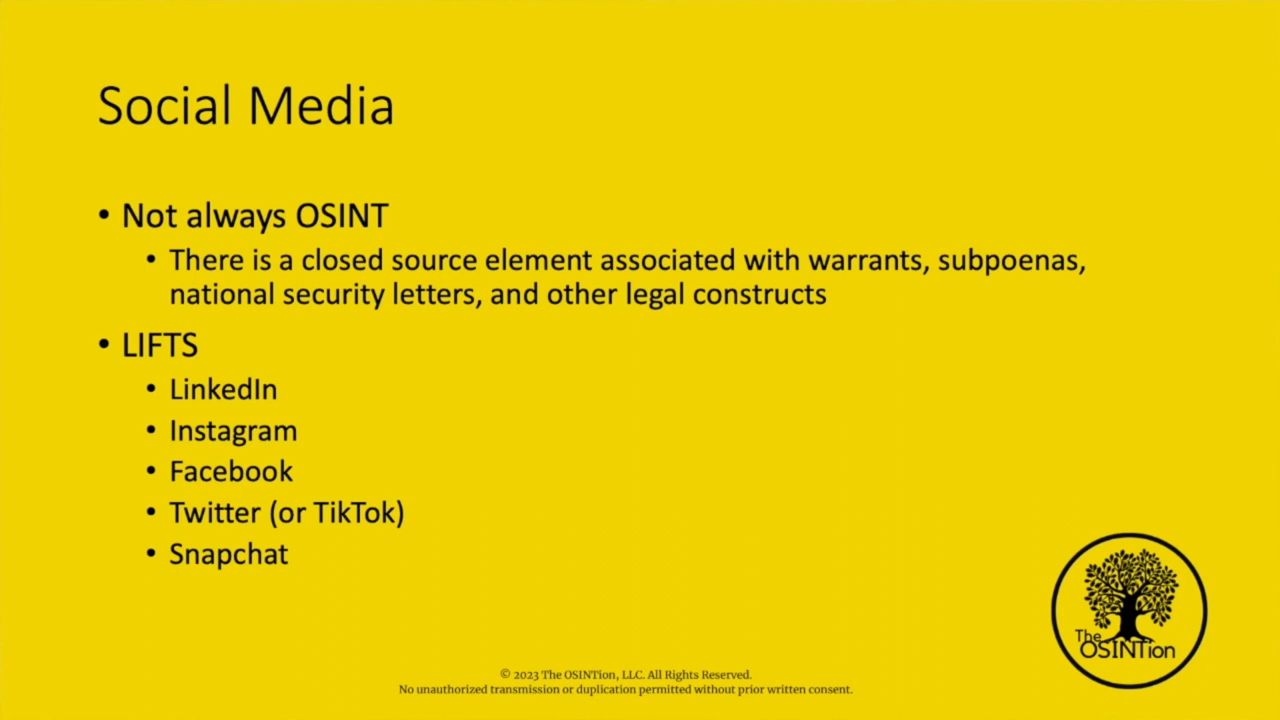 Social Media
• Not always OSINT
• There is a closed source element associated with warrants, subpoenas,
national security letters, and other legal constructs
• LIFTS
• LinkedIn
• Instagram
• Facebook
• Twitter (or TikTok)
• Snapchat
The
OSINTion
© 2023 The OSINTion, LLC. All Rights Reserved.
No unauthorized transmission or duplication permitted without prior written consent.